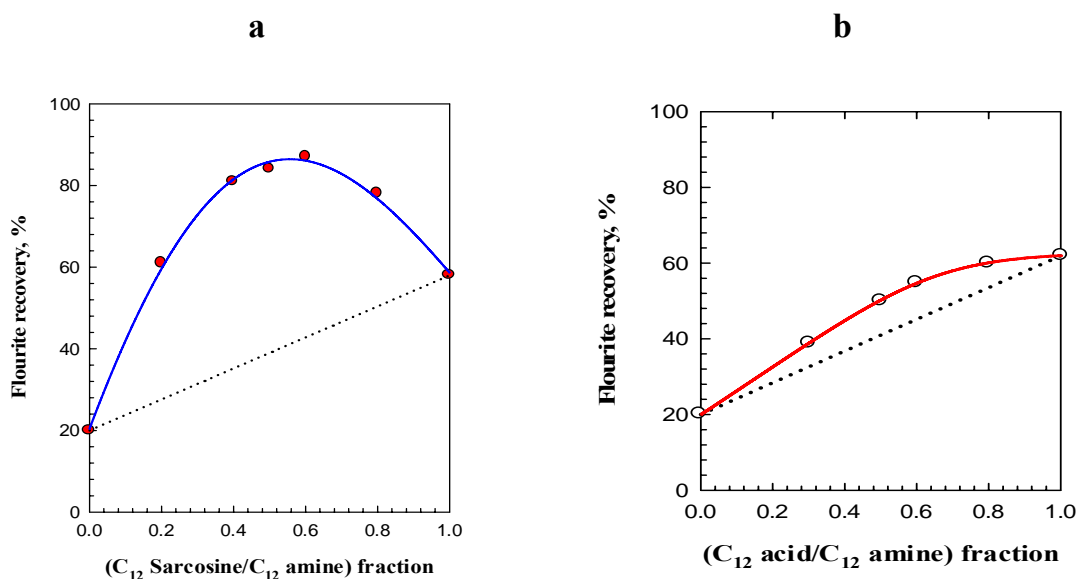 a
b
Flourite recovery, %
100
80
60
40
20
0
0.0 0.2 0.4 0.6 0.8 1.0
(C₁₂ Sarcosine/C₁₂ amine) fraction
Flourite recovery, %
100
80
60
40
20
0
0.0 0.2 0.4 0.6 0.8 1.0
(C₁₂ acid/C₁₂ amine) fraction